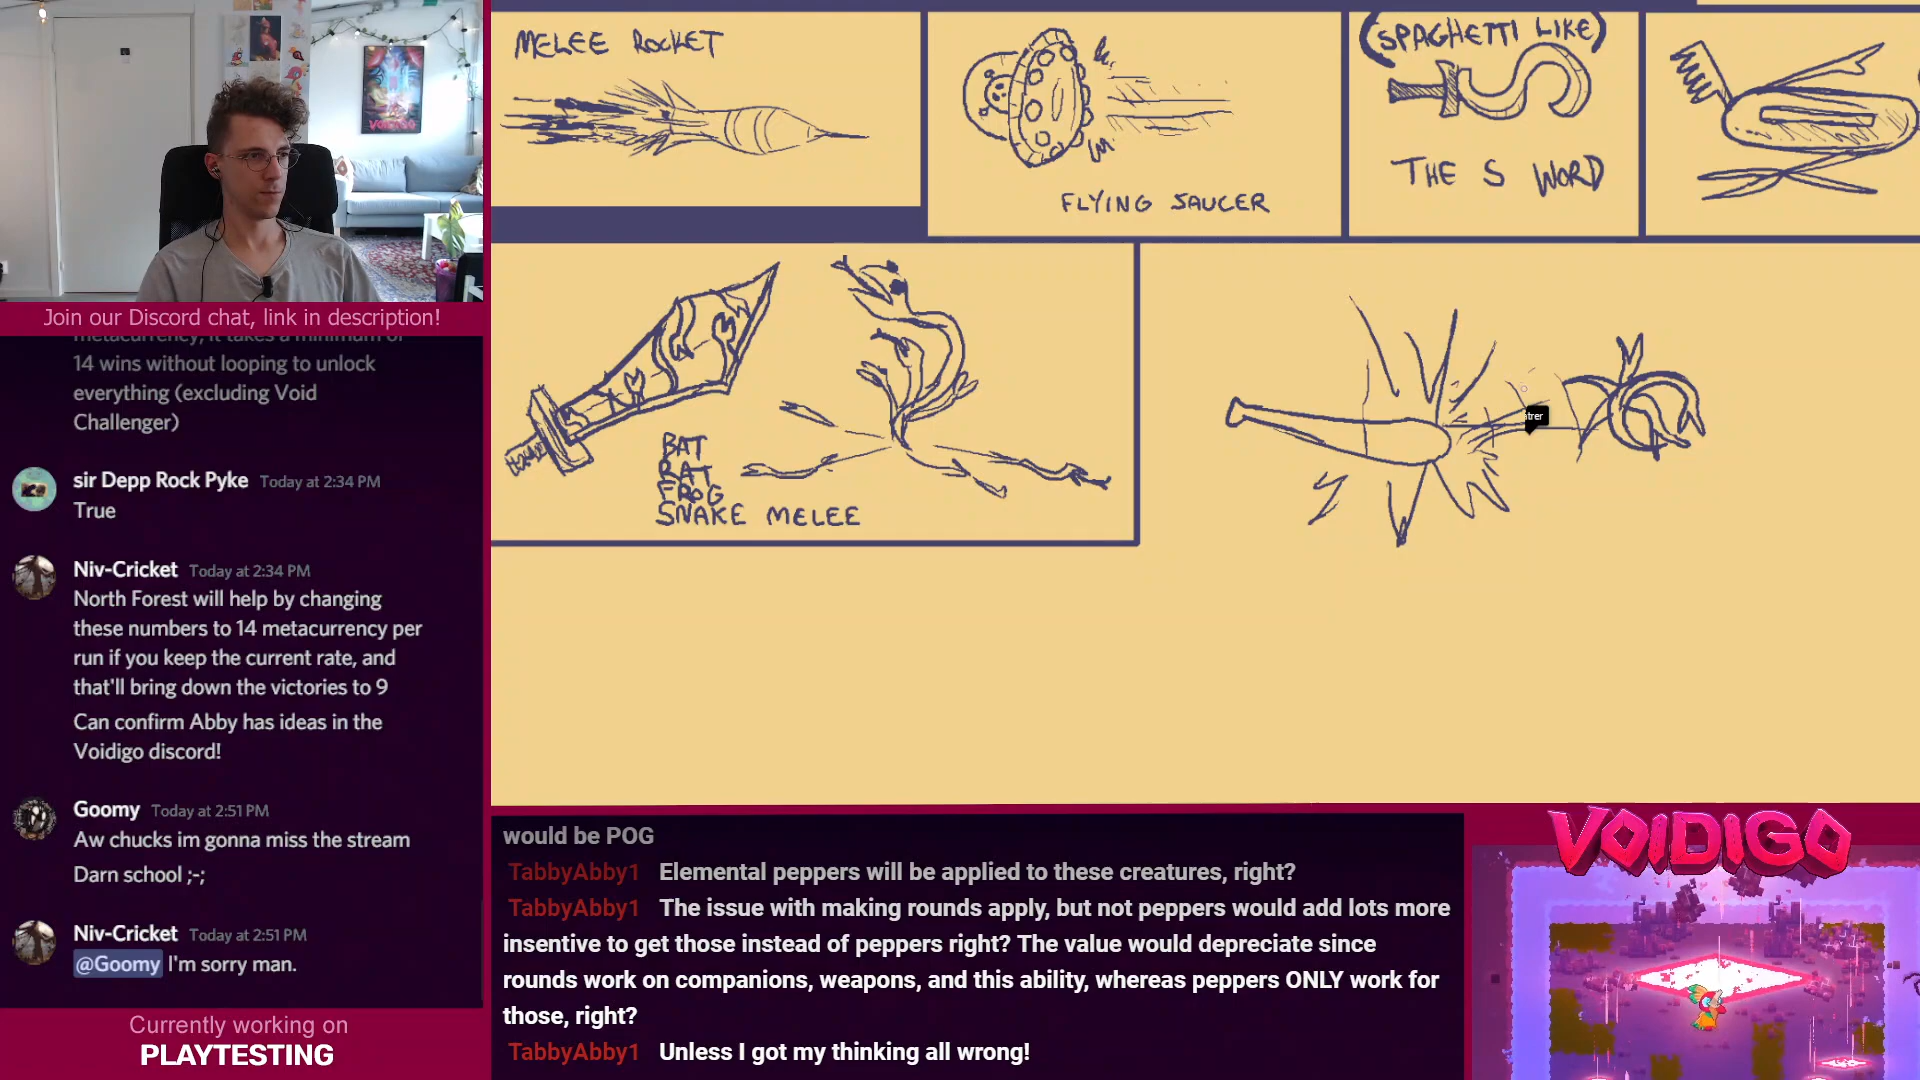 MELEE ROCKET
FLYING SAUCER
(SPAGHETTI LIKE)
THE S WORD
BAT
RAT
FROG
SNAKE MELEE
trer
VOIDIGO
Join our Discord chat, link in description!
metacurrency, it takes a minimum of
14 wins without looping to unlock
everything (excluding Void
Challenger)
sir Depp Rock Pyke Today at 2:34 PM
True
Niv-Cricket Today at 2:34 PM
North Forest will help by changing
these numbers to 14 metacurrency per
run if you keep the current rate, and
that'll bring down the victories to 9
Can confirm Abby has ideas in the
Voidigo discord!
Goomy Today at 2:51 PM
Aw chucks im gonna miss the stream
Darn school ;-;
Niv-Cricket Today at 2:51 PM
@Goomy I'm sorry man.
Currently working on
PLAYTESTING
would be POG
TabbyAbby1 Elemental peppers will be applied to these creatures, right?
TabbyAbby1 The issue with making rounds apply, but not peppers would add lots more
insentive to get those instead of peppers right? The value would depreciate since
rounds work on companions, weapons, and this ability, whereas peppers ONLY work for
those, right?
TabbyAbby1 Unless I got my thinking all wrong!
VOIDIGO